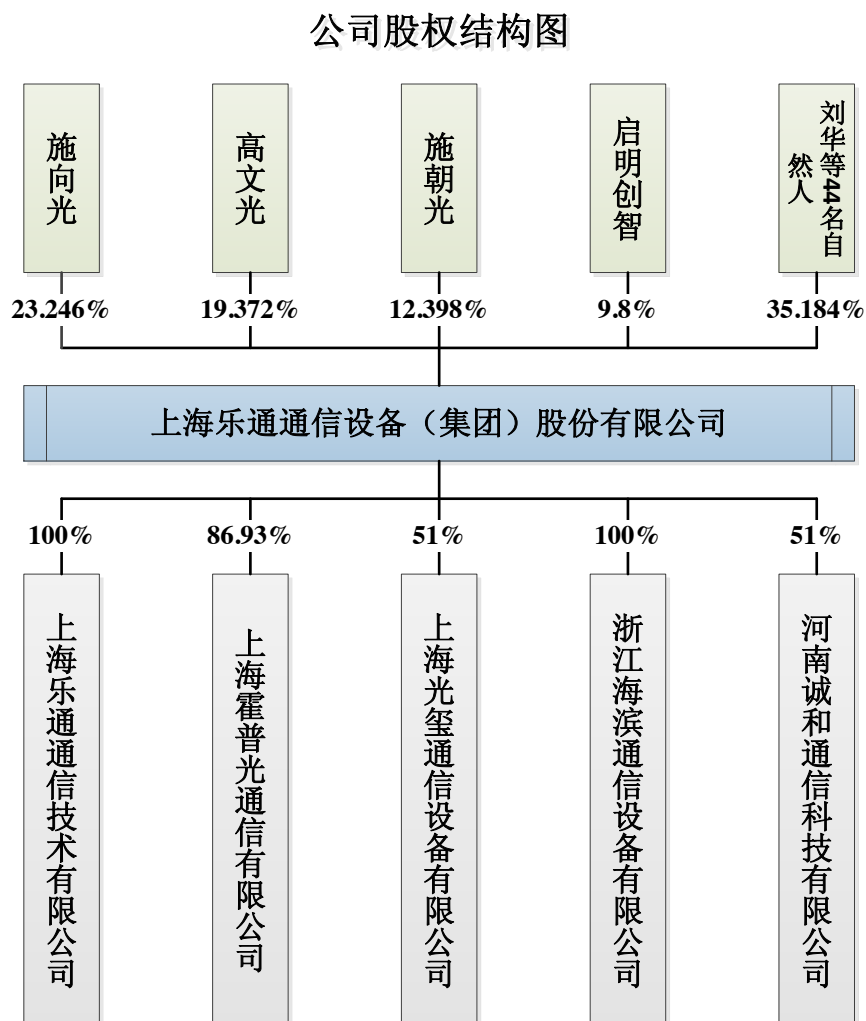 公司股权结构图
施向光
高文光
施朝光
启明创智
刘华等44名自
然人
23.246%
19.372%
12.398%
9.8%
35.184%
上海乐通通信设备（集团）股份有限公司
100%
86.93%
51%
100%
51%
上海乐通通信技术有限公司
上海霍普光通信有限公司
上海光玺通信设备有限公司
浙江海滨通信设备有限公司
河南诚和通信科技有限公司